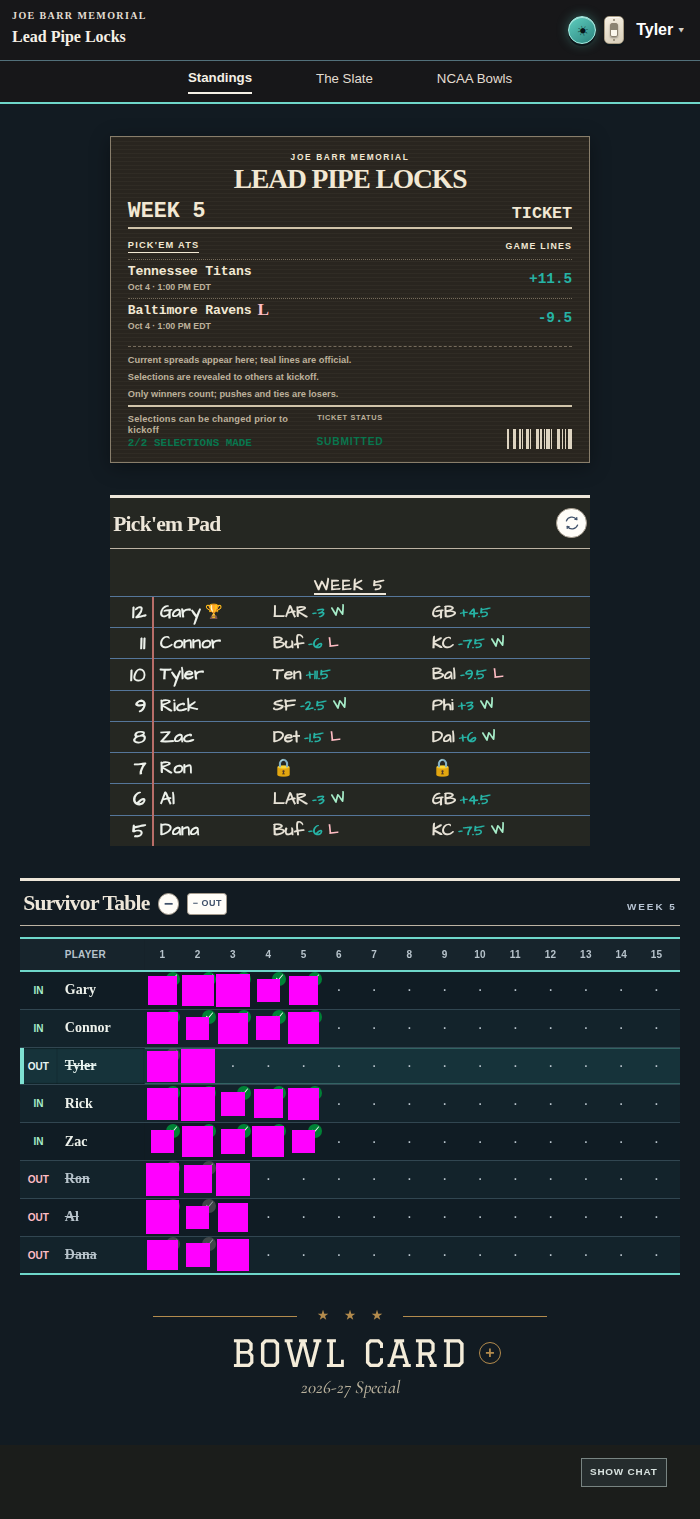 JOE BARR MEMORIAL
Lead Pipe Locks
Tyler
Standings The Slate NCAA Bowls
JOE BARR MEMORIAL
LEAD PIPE LOCKS
WEEK 5 TICKET
PICK'EM ATS GAME LINES
Tennessee Titans +11.5
Oct 4 · 1:00 PM EDT
Baltimore Ravens L -9.5
Oct 4 · 1:00 PM EDT
Current spreads appear here; teal lines are official.
Selections are revealed to others at kickoff.
Only winners count; pushes and ties are losers.
Selections can be changed prior to kickoff TICKET STATUS
2/2 SELECTIONS MADE SUBMITTED
Pick'em Pad
WEEK 5
12 Gary 🏆 LAR -3 W GB +4.5
11 Connor Buf -6 L KC -7.5 W
10 Tyler Ten +11.5 Bal -9.5 L
9 Rick SF -2.5 W Phi +3 W
8 Zac Det -1.5 L Dal +6 W
7 Ron 🔒 🔒
6 Al LAR -3 W GB +4.5
5 Dana Buf -6 L KC -7.5 W
Survivor Table − − OUT WEEK 5
PLAYER 1 2 3 4 5 6 7 8 9 10 11 12 13 14 15
IN Gary
IN Connor
OUT Tyler
IN Rick
IN Zac
OUT Ron
OUT Al
OUT Dana
★ ★ ★
BOWL CARD +
2026-27 Special
SHOW CHAT